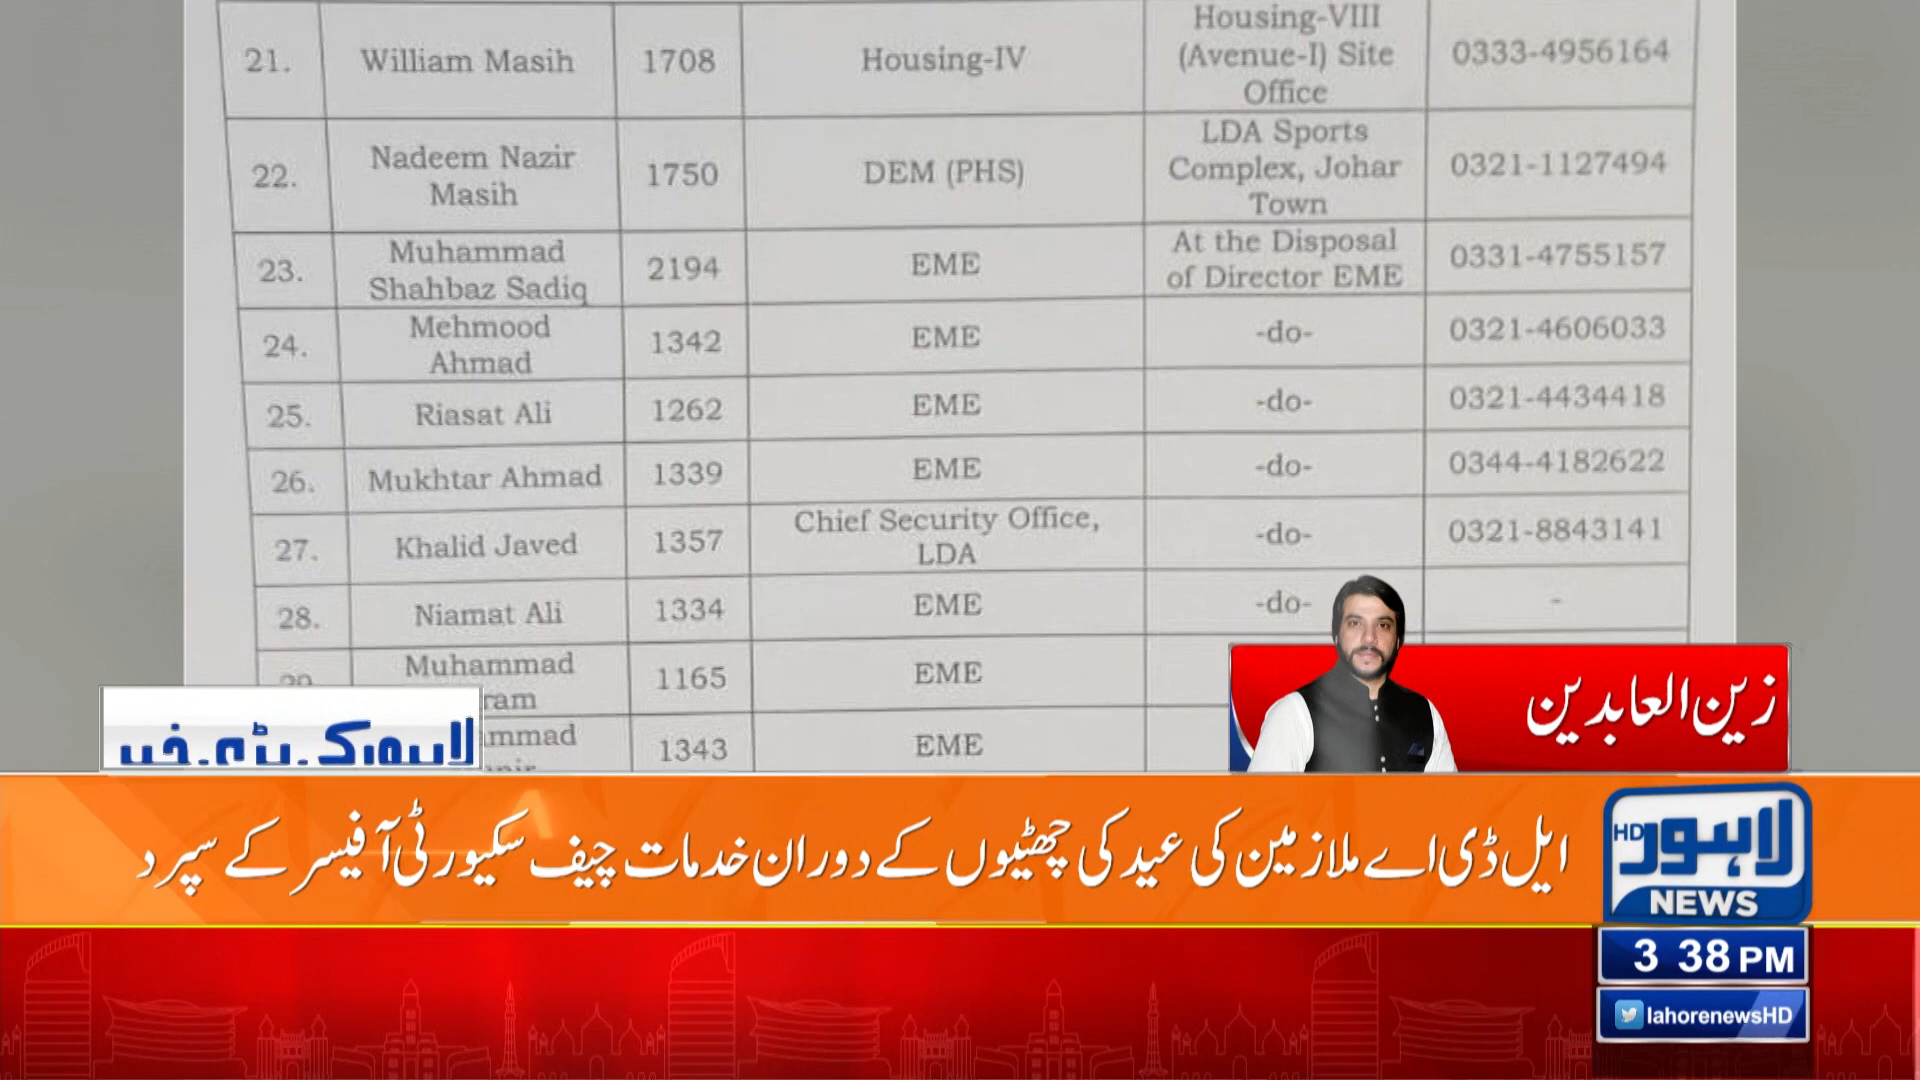 21. William Masih 1708 Housing-IV Housing-VIII (Avenue-I) Site Office 0333-4956164
22. Nadeem Nazir Masih 1750 DEM (PHS) LDA Sports Complex, Johar Town 0321-1127494
23. Muhammad Shahbaz Sadiq 2194 EME At the Disposal of Director EME 0331-4755157
24. Mehmood Ahmad 1342 EME -do- 0321-4606033
25. Riasat Ali 1262 EME -do- 0321-4434418
26. Mukhtar Ahmad 1339 EME -do- 0344-4182622
27. Khalid Javed 1357 Chief Security Office, LDA -do- 0321-8843141
28. Niamat Ali 1334 EME -do- -
Muhammad 1165 EME
1343 EME
زین العابدین
لاہور کی بڑی خبر
ایل ڈی اے ملازمین کی عید کی چھٹیوں کے دوران خدمات چیف سکیورٹی آفیسر کے سپرد
لاہور HD
NEWS
3 38 PM
lahorenewsHD